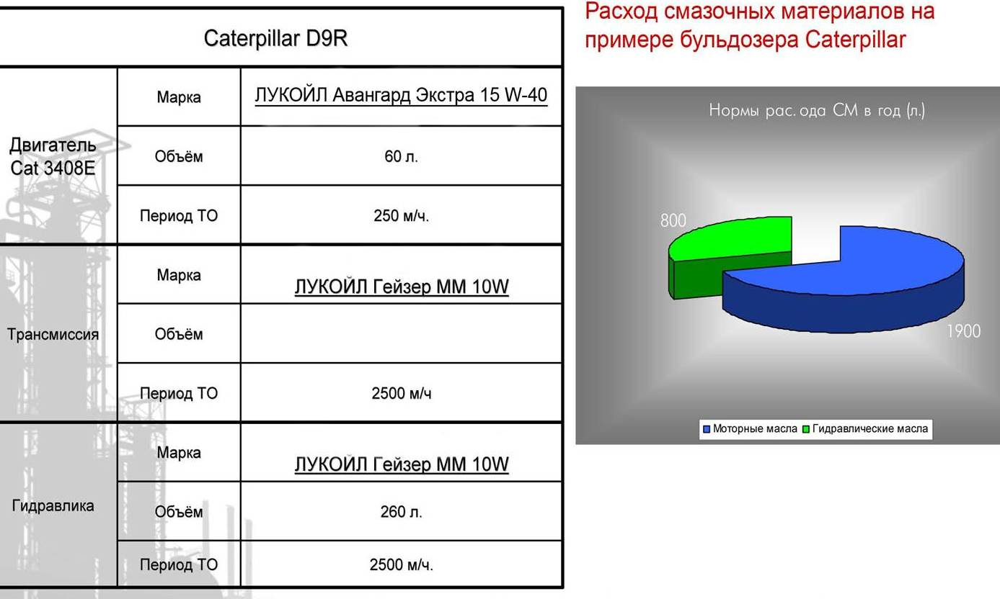 Caterpillar D9R
Двигатель
Cat 3408E
Марка
ЛУКОЙЛ Авангард Экстра 15 W-40
Объём
60 л.
Период ТО
250 м/ч.
Трансмиссия
Марка
ЛУКОЙЛ Гейзер ММ 10W
Объём
Период ТО
2500 м/ч
Гидравлика
Марка
ЛУКОЙЛ Гейзер ММ 10W
Объём
260 л.
Период ТО
2500 м/ч.
Расход смазочных материалов на
примере бульдозера Caterpillar
Нормы рас. ода СМ в год (л.)
800
1900
Моторные масла Гидравлические масла